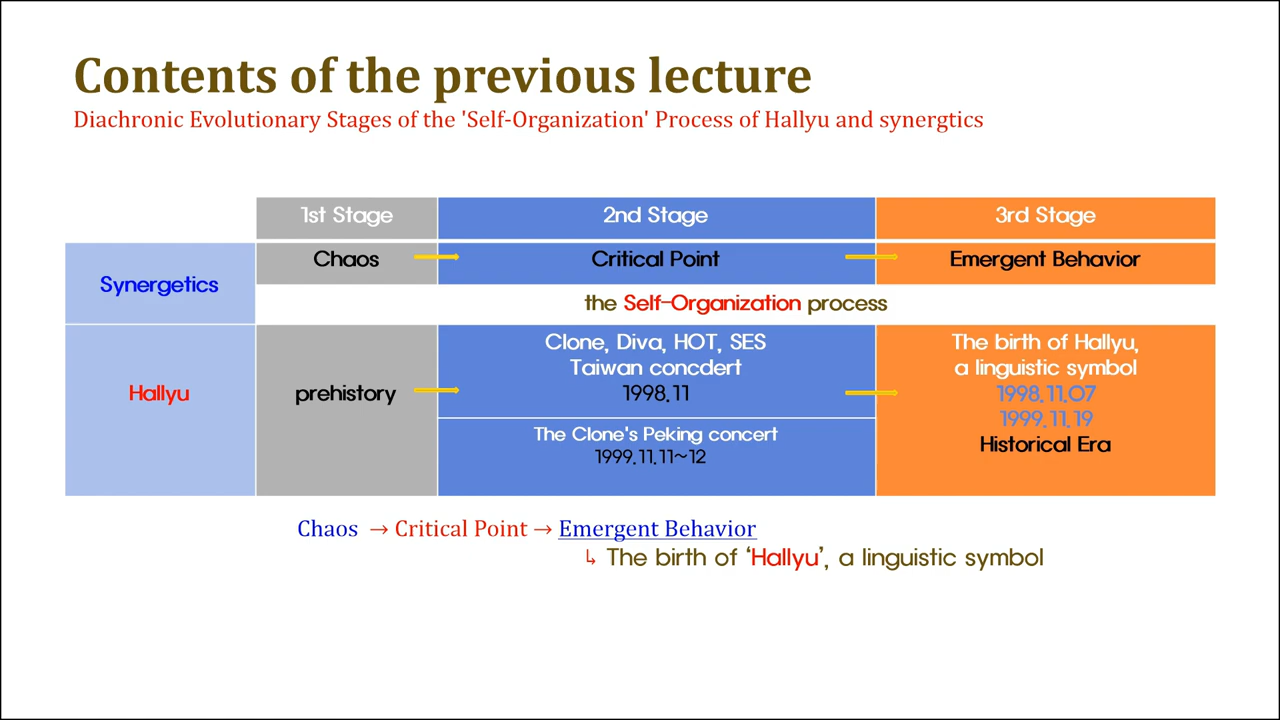 Contents of the previous lecture
Diachronic Evolutionary Stages of the 'Self-Organization' Process of Hallyu and synergtics
1st Stage
2nd Stage
3rd Stage
Synergetics
Chaos
Critical Point
Emergent Behavior
the Self-Organization process
Hallyu
prehistory
Clone, Diva, HOT, SES
Taiwan concdert
1998.11
The Clone's Peking concert
1999.11.11~12
The birth of Hallyu,
a linguistic symbol
1998.11.07
1999.11.19
Historical Era
Chaos → Critical Point → Emergent Behavior
↳ The birth of ‘Hallyu’, a linguistic symbol